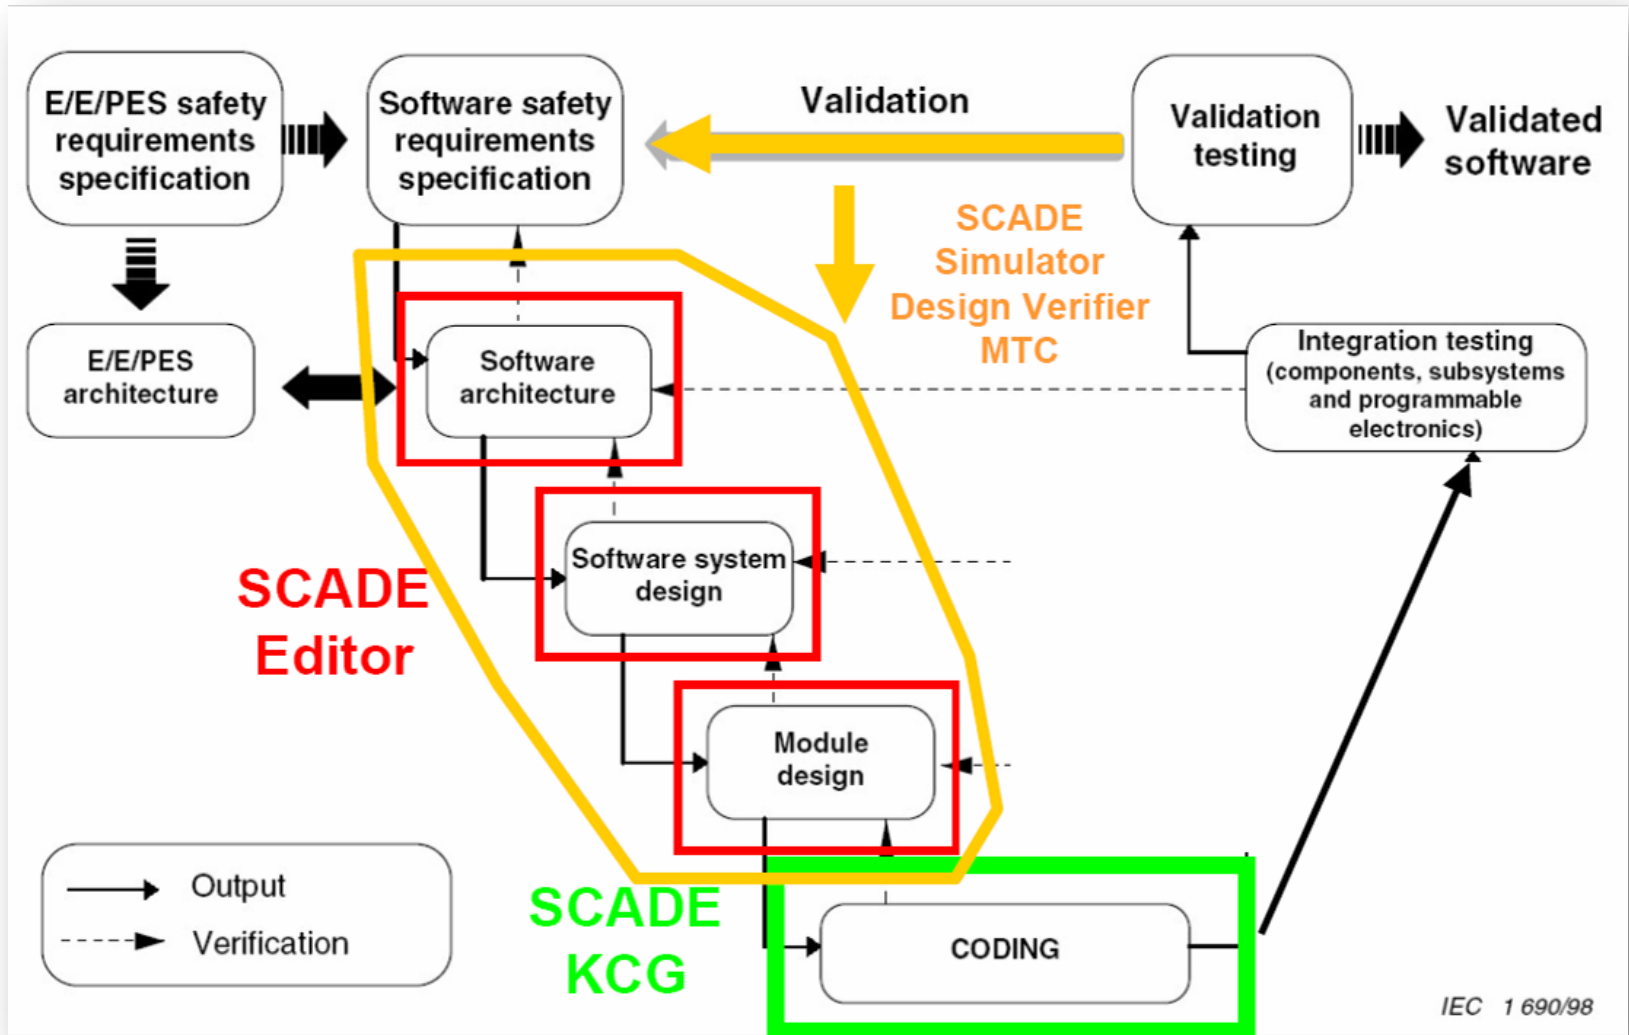 E/E/PES safety
requirements
specification
Software safety
requirements
specification
Validation
Validation
testing
Validated
software
SCADE
Simulator
Design Verifier
MTC
E/E/PES
architecture
Software
architecture
Integration testing
(components, subsystems
and programmable
electronics)
SCADE
Editor
Software system
design
Module
design
Output
Verification
SCADE
KCG
CODING
IEC 1 690/98